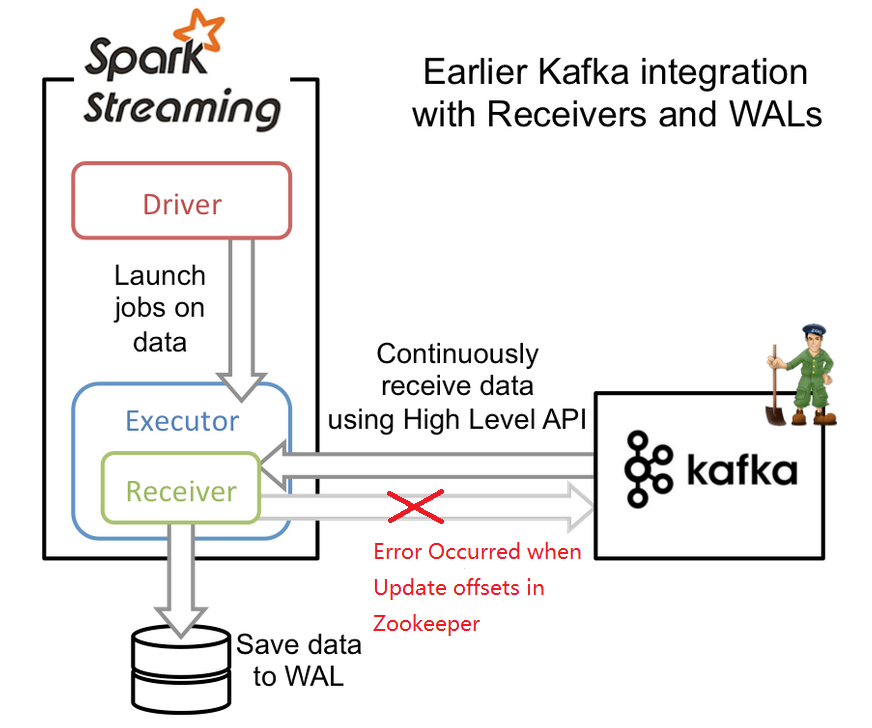 Spark
Streaming
Earlier Kafka integration
with Receivers and WALs
Driver
Launch
jobs on
data
Continuously
receive data
using High Level API
Executor
Receiver
kafka
Error Occurred when
Update offsets in
Zookeeper
Save data
to WAL